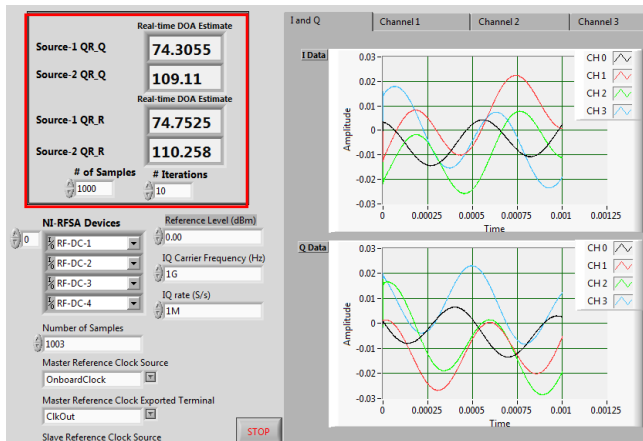 Real-time DOA Estimate
Source-1 QR_Q 74.3055
Source-2 QR_Q 109.11
Real-time DOA Estimate
Source-1 QR_R 74.7525
Source-2 QR_R 110.258
# of Samples # Iterations
1000 10
NI-RFSA Devices
0
RF-DC-1
RF-DC-2
RF-DC-3
RF-DC-4
Reference Level (dBm)
0.00
IQ Carrier Frequency (Hz)
1G
IQ rate (S/s)
1M
Number of Samples
1003
Master Reference Clock Source
OnboardClock
Master Reference Clock Exported Terminal
ClkOut
Slave Reference Clock Source
STOP
I and Q Channel 1 Channel 2 Channel 3
I Data
CH 0
CH 1
CH 2
CH 3
Amplitude
0.03
0.02
0.01
0
-0.01
-0.02
-0.03
0 0.00025 0.0005 0.00075 0.001 0.00125
Time
Q Data
CH 0
CH 1
CH 2
CH 3
Amplitude
0.03
0.02
0.01
0
-0.01
-0.02
-0.03
0 0.00025 0.0005 0.00075 0.001 0.00125
Time